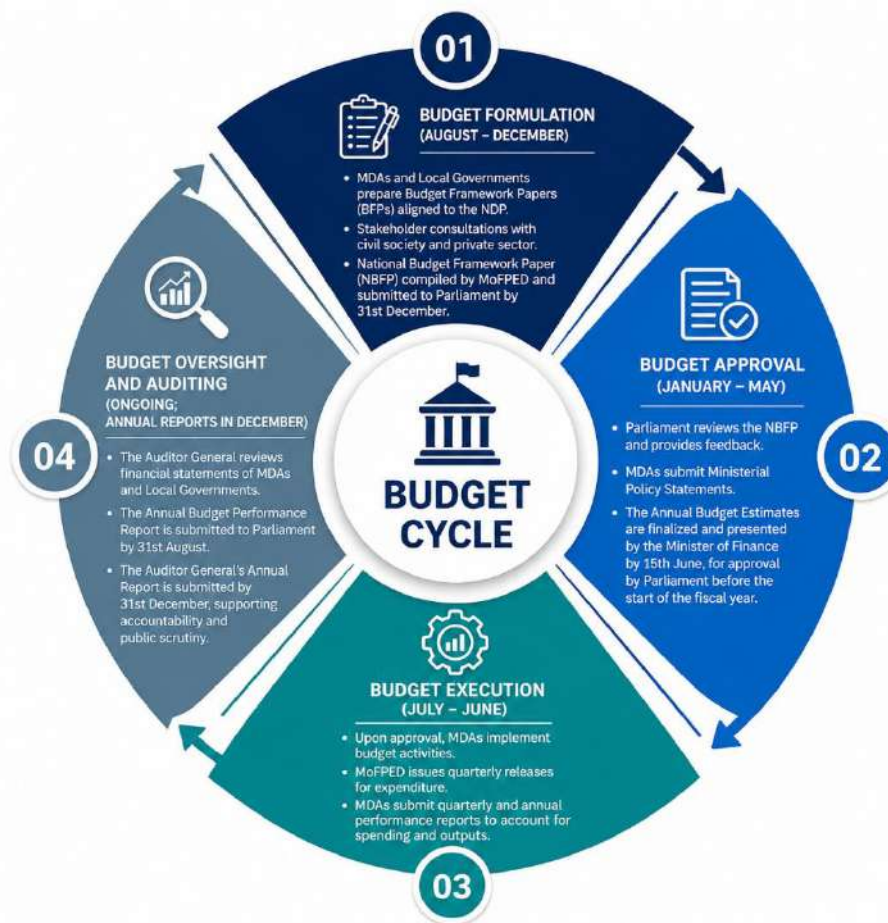 01
BUDGET FORMULATION
(AUGUST – DECEMBER)
• MDAs and Local Governments
prepare Budget Framework Papers
(BFPs) aligned to the NDP.
• Stakeholder consultations with
civil society and private sector.
• National Budget Framework Paper
(NBFP) compiled by MoFPED and
submitted to Parliament by
31st December.
BUDGET APPROVAL
(JANUARY – MAY)
• Parliament reviews the NBFP
and provides feedback.
• MDAs submit Ministerial
Policy Statements.
• The Annual Budget Estimates
are finalized and presented
by the Minister of Finance
by 15th June, for approval
by Parliament before the
start of the fiscal year.
02
BUDGET
CYCLE
BUDGET EXECUTION
(JULY – JUNE)
• Upon approval, MDAs implement
budget activities.
• MoFPED issues quarterly releases
for expenditure.
• MDAs submit quarterly and annual
performance reports to account for
spending and outputs.
03
BUDGET OVERSIGHT
AND AUDITING
(ONGOING;
ANNUAL REPORTS IN DECEMBER)
• The Auditor General reviews
financial statements of MDAs
and Local Governments.
• The Annual Budget Performance
Report is submitted to Parliament
by 31st August.
• The Auditor General's Annual
Report is submitted by
31st December, supporting
accountability and
public scrutiny.
04